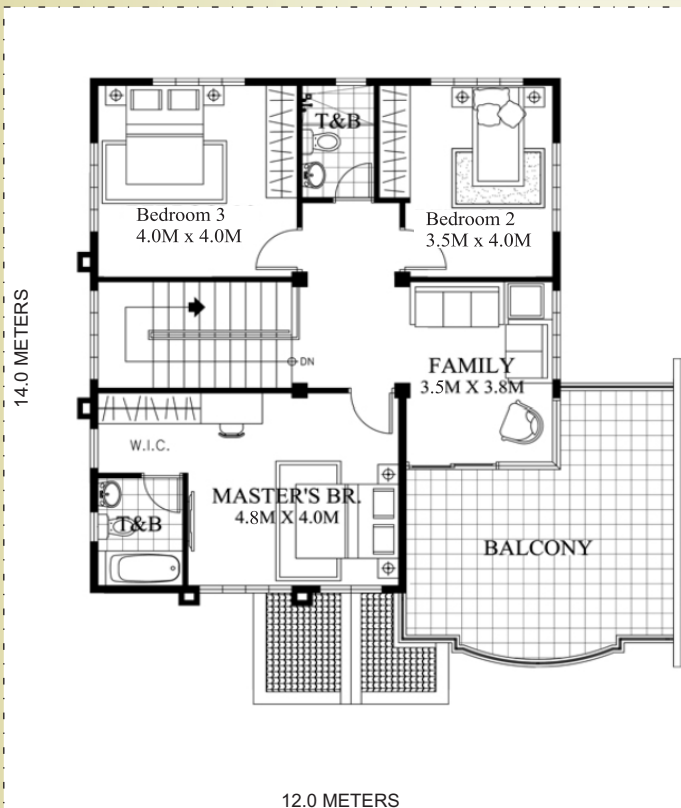 T&B
Bedroom 3
4.0M x 4.0M
Bedroom 2
3.5M x 4.0M
14.0 METERS
DN
FAMILY
3.5M X 3.8M
W.I.C.
MASTER'S BR.
4.8M X 4.0M
T&B
BALCONY
12.0 METERS